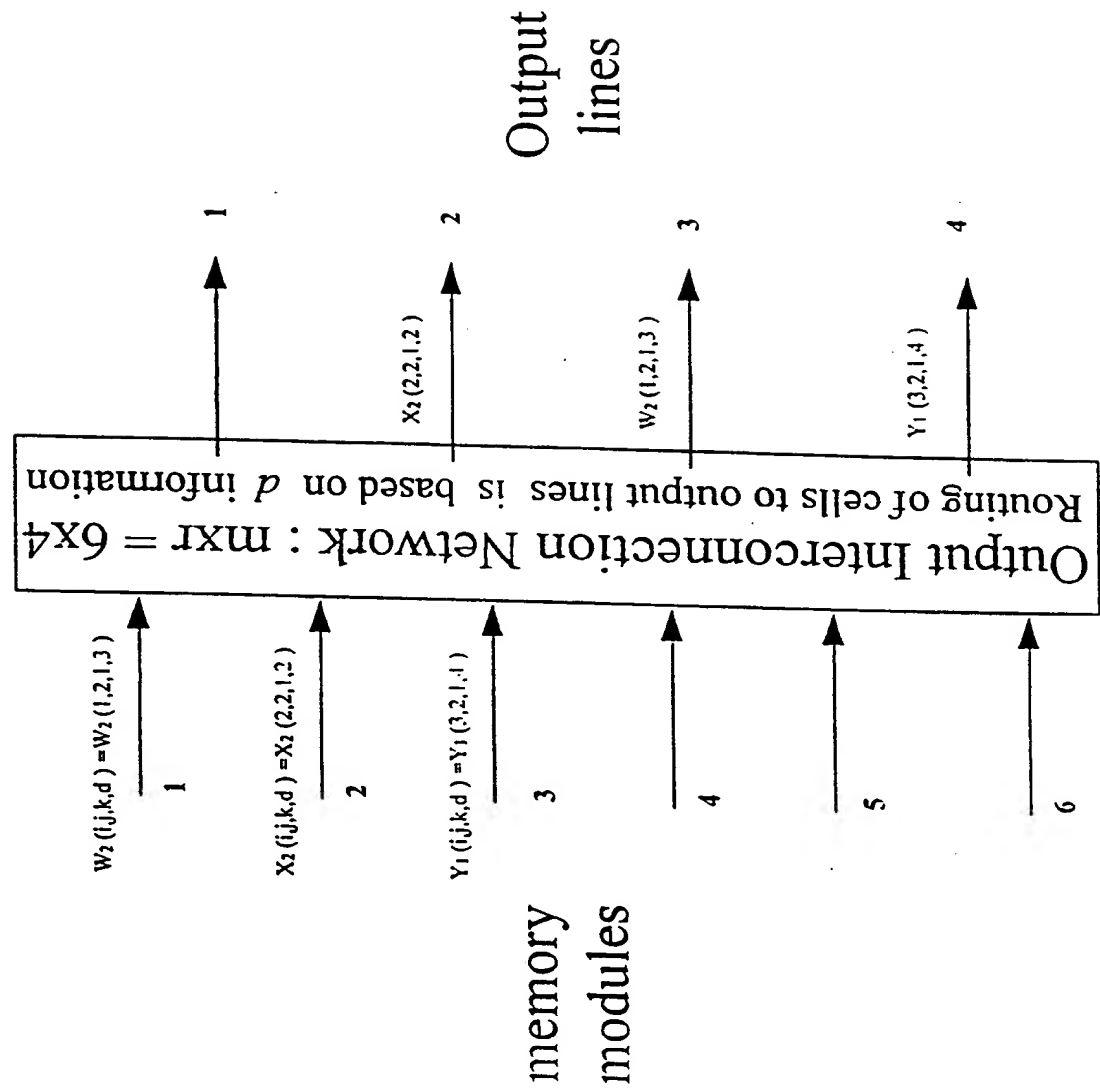 memory
modules
W2 (i,j,k,d ) =W2 (1,2,1,3)
1
X2 (i,j,k,d ) =X2 (2,2,1,2)
2
Y1 (i,j,k,d ) =Y1 (3,2,1,4)
3
4
5
6
Output Interconnection Network : mxr = 6x4
Routing of cells to output lines is based on d information
1
X2 (2,2,1,2 )
2
W2 (1,2,1,3)
3
Y1 (3,2,1,4 )
4
Output
lines